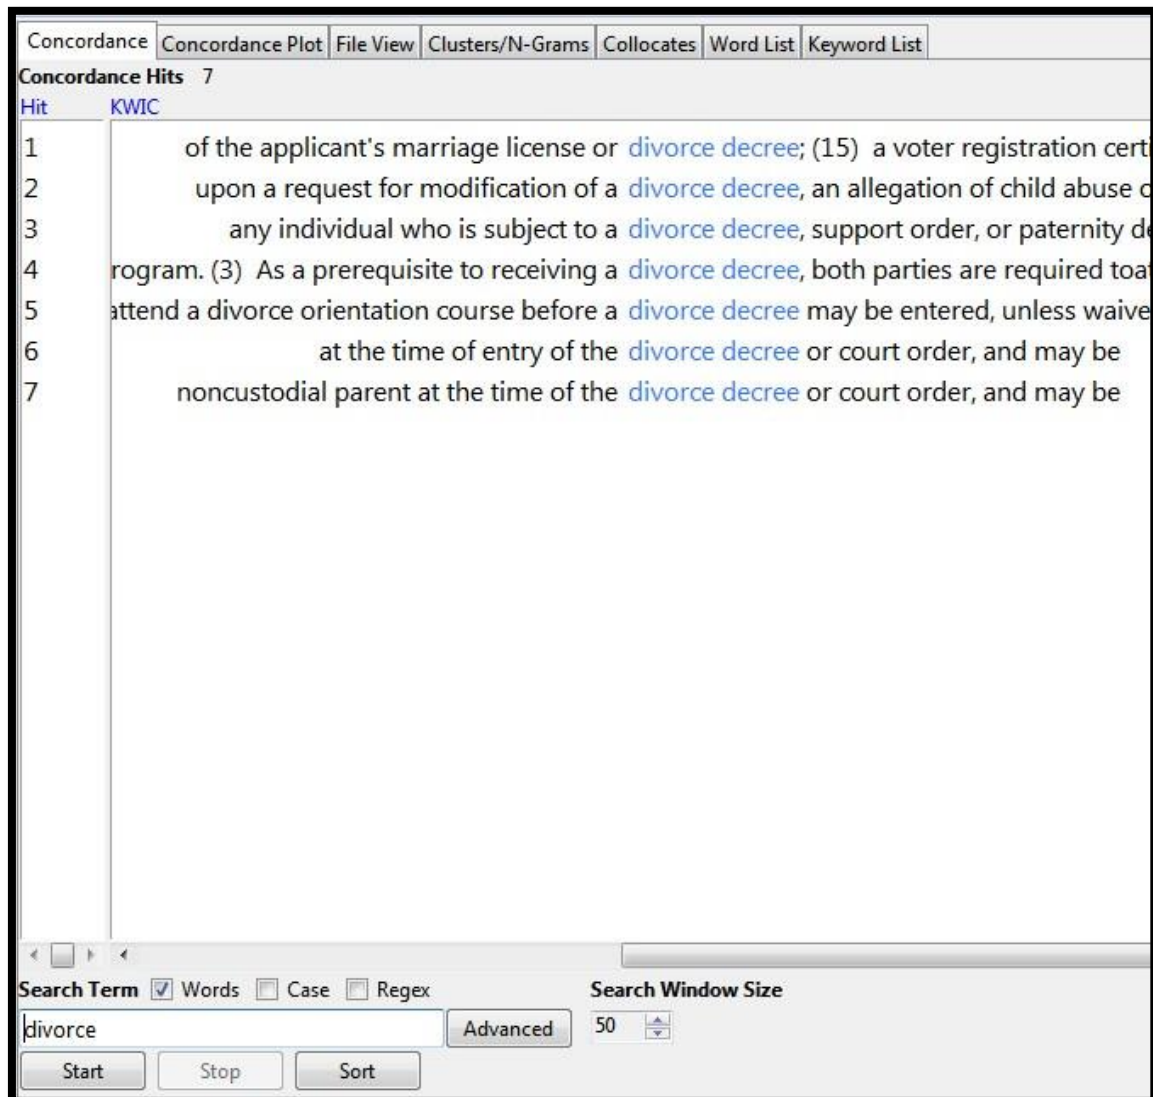 Concordance Concordance Plot File View Clusters/N-Grams Collocates Word List Keyword List
Concordance Hits 7
Hit KWIC
1 of the applicant's marriage license or divorce decree; (15) a voter registration certi
2 upon a request for modification of a divorce decree, an allegation of child abuse o
3 any individual who is subject to a divorce decree, support order, or paternity de
4 rogram. (3) As a prerequisite to receiving a divorce decree, both parties are required toat
5 attend a divorce orientation course before a divorce decree may be entered, unless waive
6 at the time of entry of the divorce decree or court order, and may be
7 noncustodial parent at the time of the divorce decree or court order, and may be
Search Term Words Case Regex Search Window Size
divorce Advanced 50
Start Stop Sort